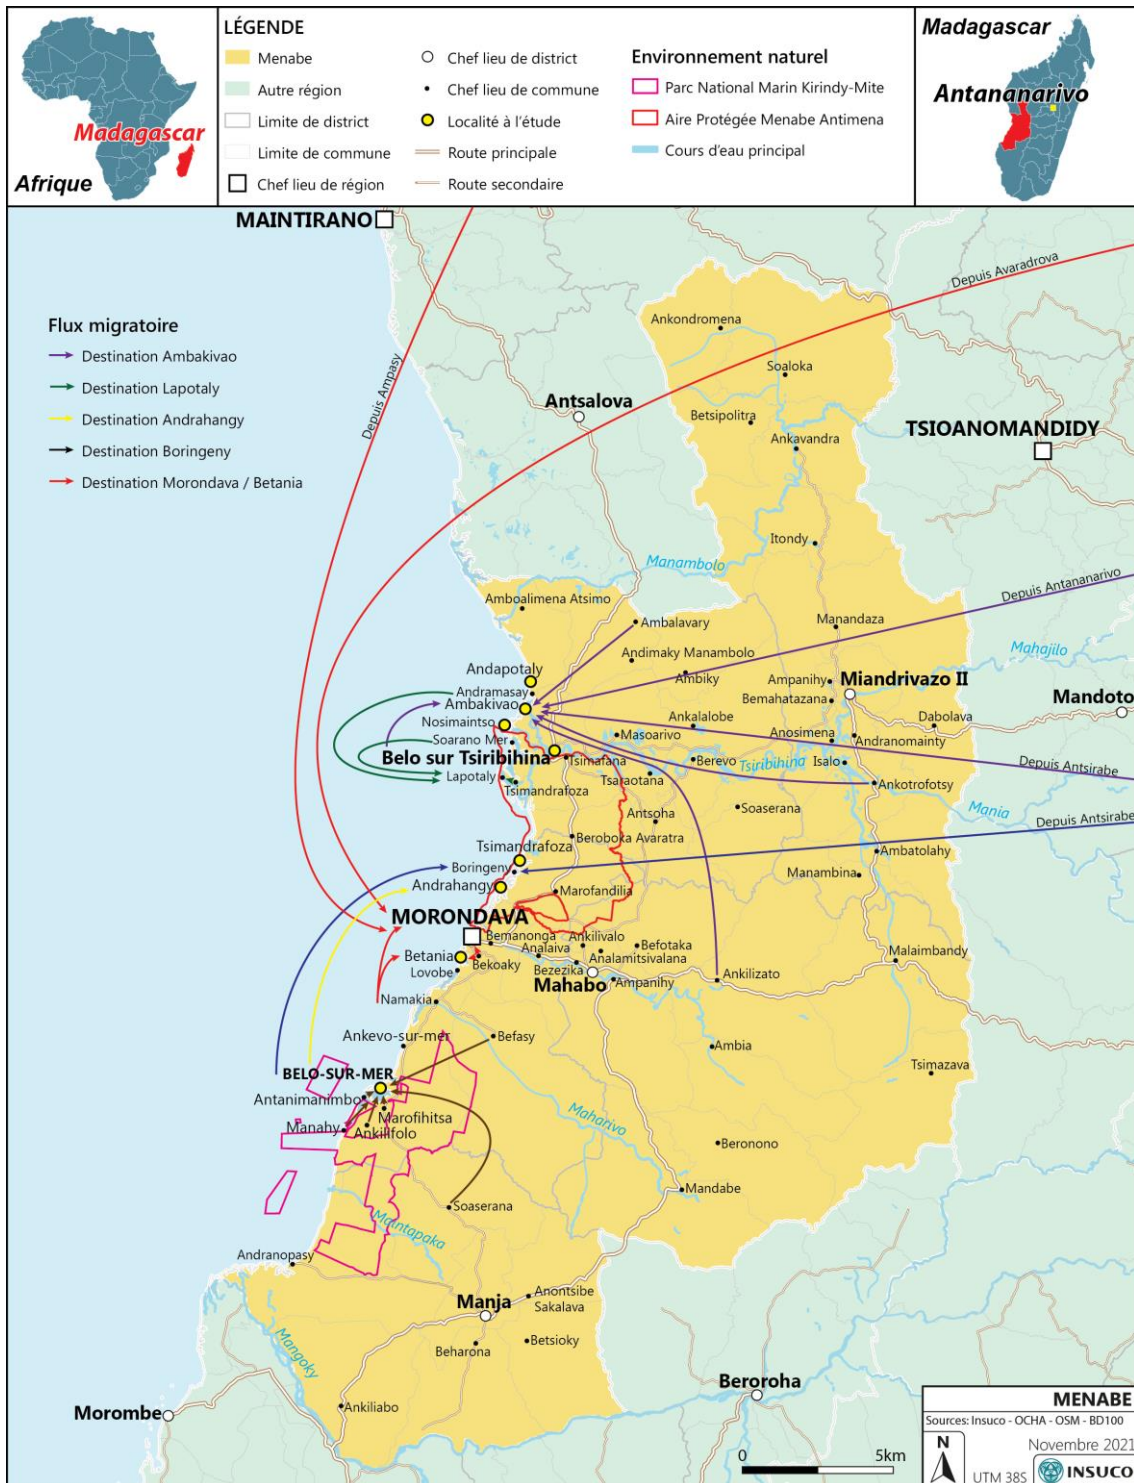 Madagascar
Afrique
LÉGENDE
Menabe
Autre région
Limite de district
Limite de commune
Chef lieu de région
Chef lieu de district
Chef lieu de commune
Localité à l'étude
Route principale
Route secondaire
Environnement naturel
Parc National Marin Kirindy-Mite
Aire Protégée Menabe Antimena
Cours d'eau principal
Madagascar
Antananarivo
MAINTIRANO
Depuis Avaradrova
Flux migratoire
Destination Ambakivao
Destination Lapotaly
Destination Andrahangy
Destination Boringeny
Destination Morondava / Betania
Depuis Ampasy
Ankondromena
Soaloka
Antsalova
Betsipolitra
TSIOANOMANDIDY
Ankavandra
Itondy
Manambolo
Depuis Antananarivo
Amboalimena Atsimo
Ambalavary
Manandaza
Mahajilo
Andimaky Manambolo
Andapotaly
Ambiky
Ampanihy
Miandrivazo II
Andramasay
Bemahatazana
Mandoto
Ambakivao
Nosimaintso
Ankalalobe
Dabolava
Masoarivo
Anosimena
Andranomainty
Soarano Mer
Belo sur Tsiribihina
Tsimafana
Berevo
Tsiribihina
Isalo
Depuis Antsirabe
Lapotaly
Tsaraotana
Tsimandrafoza
Ankotrofotsy
Mania
Soaserana
Antsoha
Depuis Antsirabe
Beroboka Avaratra
Tsimandrafoza
Ambatolahy
Boringeny
Manambina
Andrahangy
Marofandilia
MORONDAVA
Bemanonga
Ankilivalo
Befotaka
Malaimbandy
Betania
Analaiva
Analamitsivalana
Bekoaky
Lovobe
Bezezika
Mahabo
Ampanihy
Ankilizato
Namakia
Ankevo-sur-mer
Befasy
Ambia
Tsimazava
BELO-SUR-MER
Antanimanimbo
Marofihitsa
Manahy
Ankilifolo
Maharivo
Beronono
Mandabe
Soaserana
Maintapaka
Andranopasy
Manja
Anontsibe
Sakalava
Mangoky
Beharona
Betsioky
Beroroha
Morombe
Ankiliabo
MENABE
Sources: Insuco - OCHA - OSM - BD100
N
Novembre 2021
UTM 38S
INSUCO
0
5km